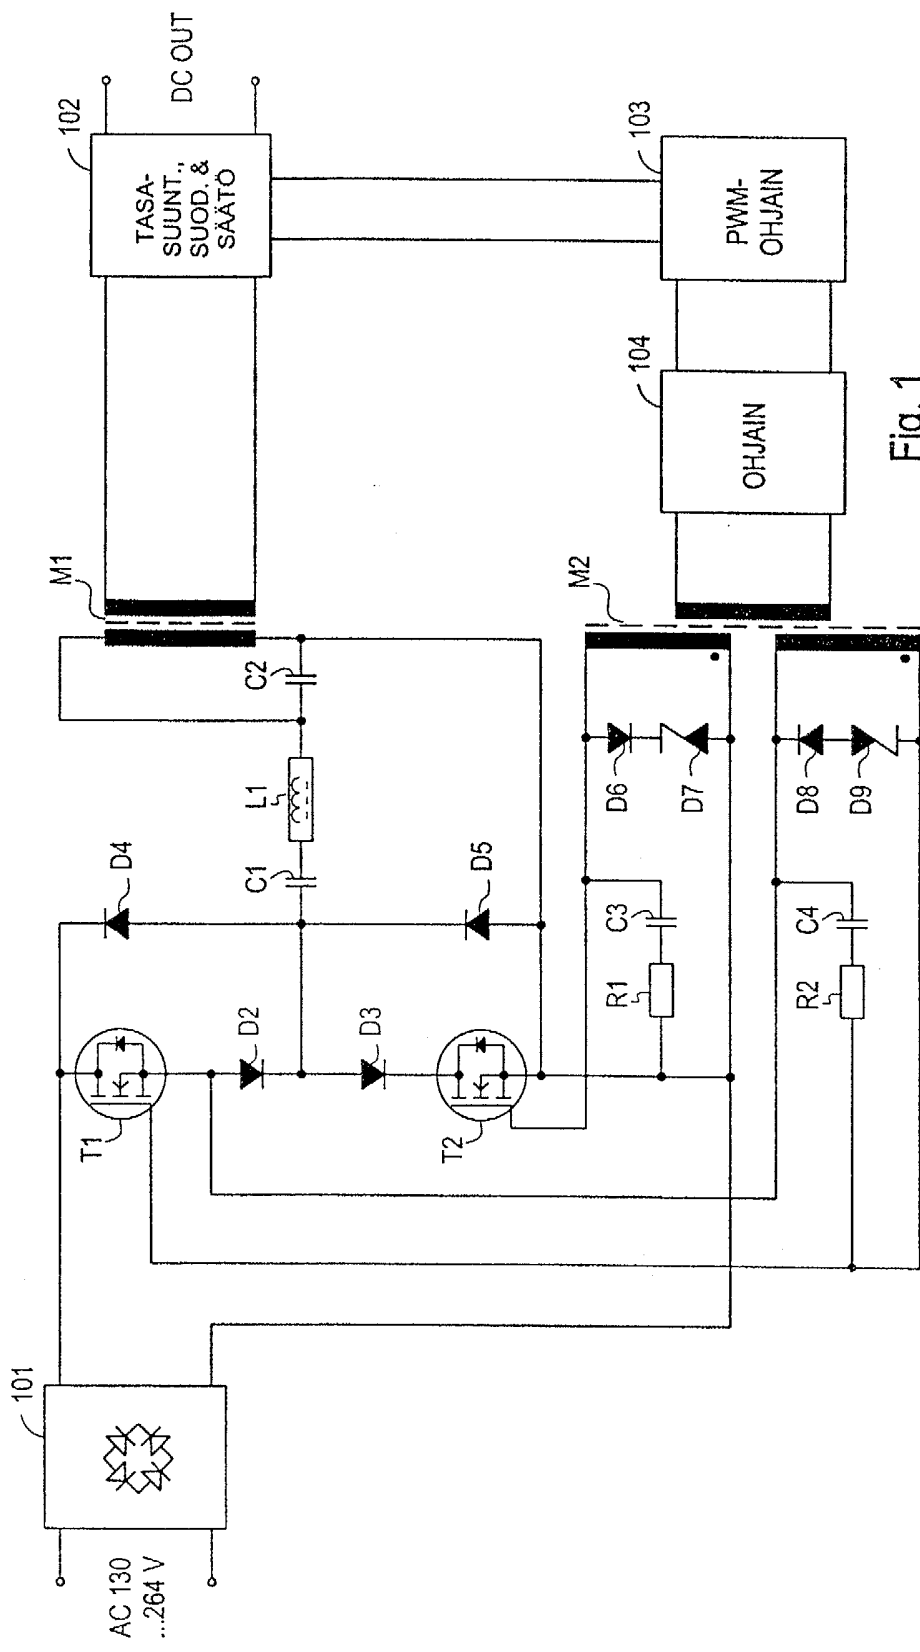 AC 130
...264 V
101
T1
D2
D3
T2
D4
D5
C1
L1
C2
M1
102
TASA-
SUUNT.,
SUOD. &
SÄÄTÖ
DC OUT
R1
C3
D6
D7
R2
C4
D8
D9
M2
104
OHJAIN
103
PWM-
OHJAIN
Fig. 1